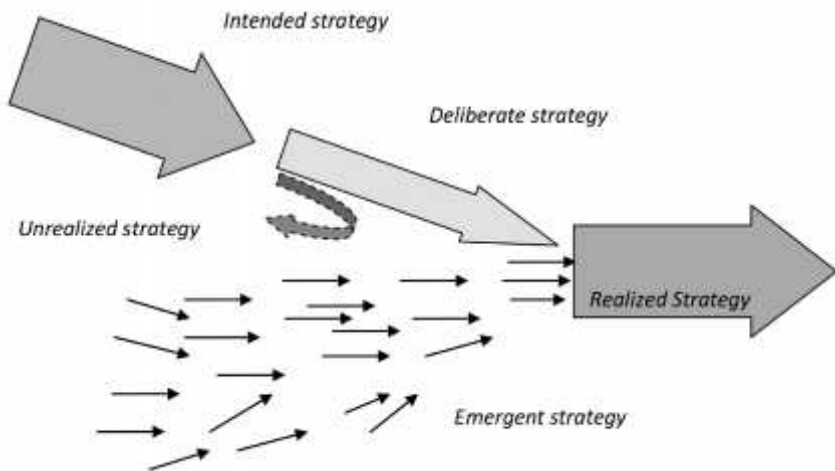 Intended strategy
Deliberate strategy
Unrealized strategy
Realized Strategy
Emergent strategy